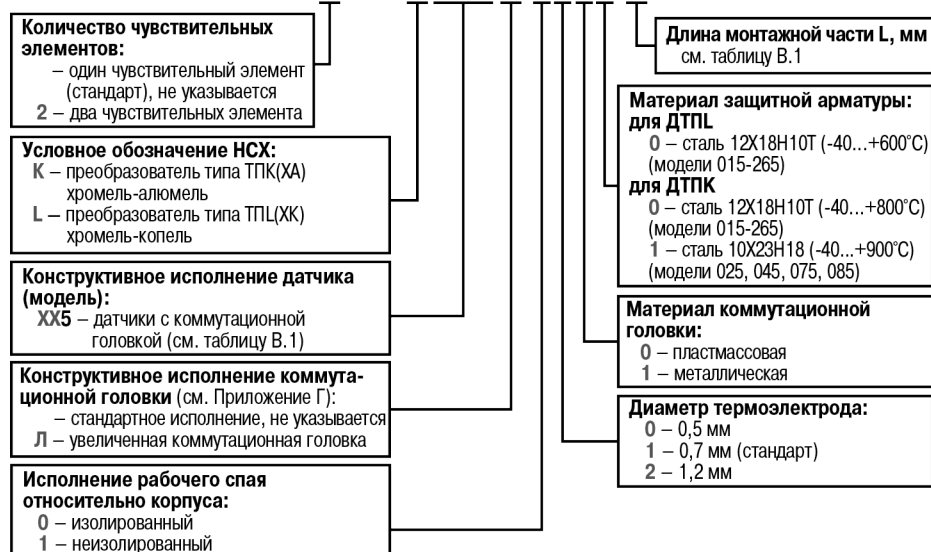 Количество чувствительных
элементов:
– один чувствительный элемент
(стандарт), не указывается
2 – два чувствительных элемента
Условное обозначение НСХ:
K – преобразователь типа ТПК(ХА)
хромель-алюмель
L – преобразователь типа ТПL(ХК)
хромель-копель
Конструктивное исполнение датчика
(модель):
XX5 – датчики с коммутационной
головкой (см. таблицу В.1)
Конструктивное исполнение коммута-
ционной головки (см. Приложение Г):
– стандартное исполнение, не указывается
Л – увеличенная коммутационная головка
Исполнение рабочего спая
относительно корпуса:
0 – изолированный
1 – неизолированный
Длина монтажной части L, мм
см. таблицу В.1
Материал защитной арматуры:
для ДТПL
0 – сталь 12Х18Н10Т (-40...+600°С)
(модели 015-265)
для ДТПК
0 – сталь 12Х18Н10Т (-40...+800°С)
(модели 015-265)
1 – сталь 10Х23Н18 (-40...+900°С)
(модели 025, 045, 075, 085)
Материал коммутационной
головки:
0 – пластмассовая
1 – металлическая
Диаметр термоэлектрода:
0 – 0,5 мм
1 – 0,7 мм (стандарт)
2 – 1,2 мм